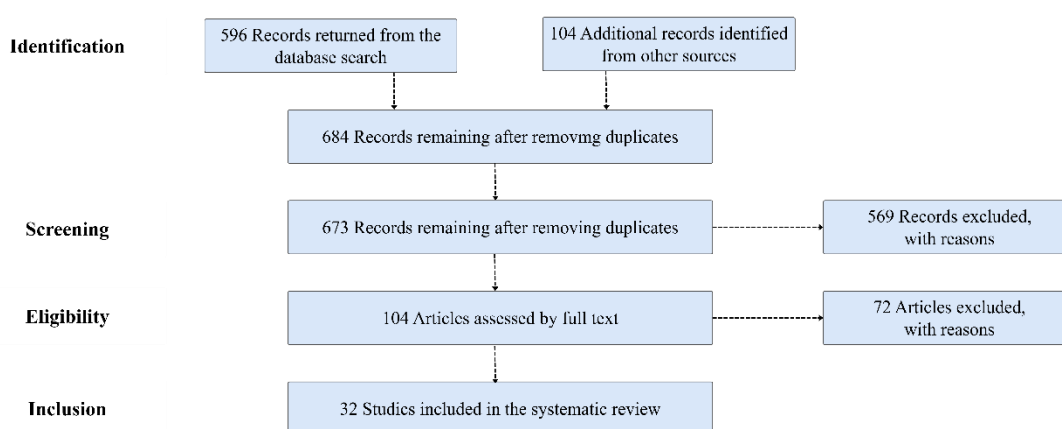 Identification
596 Records returned from the
database search
104 Additional records identified
from other sources
684 Records remaining after removmg duplicates
Screening
673 Records remaining after removing duplicates
569 Records excluded,
with reasons
Eligibility
104 Articles assessed by full text
72 Articles excluded,
with reasons
Inclusion
32 Studics included in the systematic review